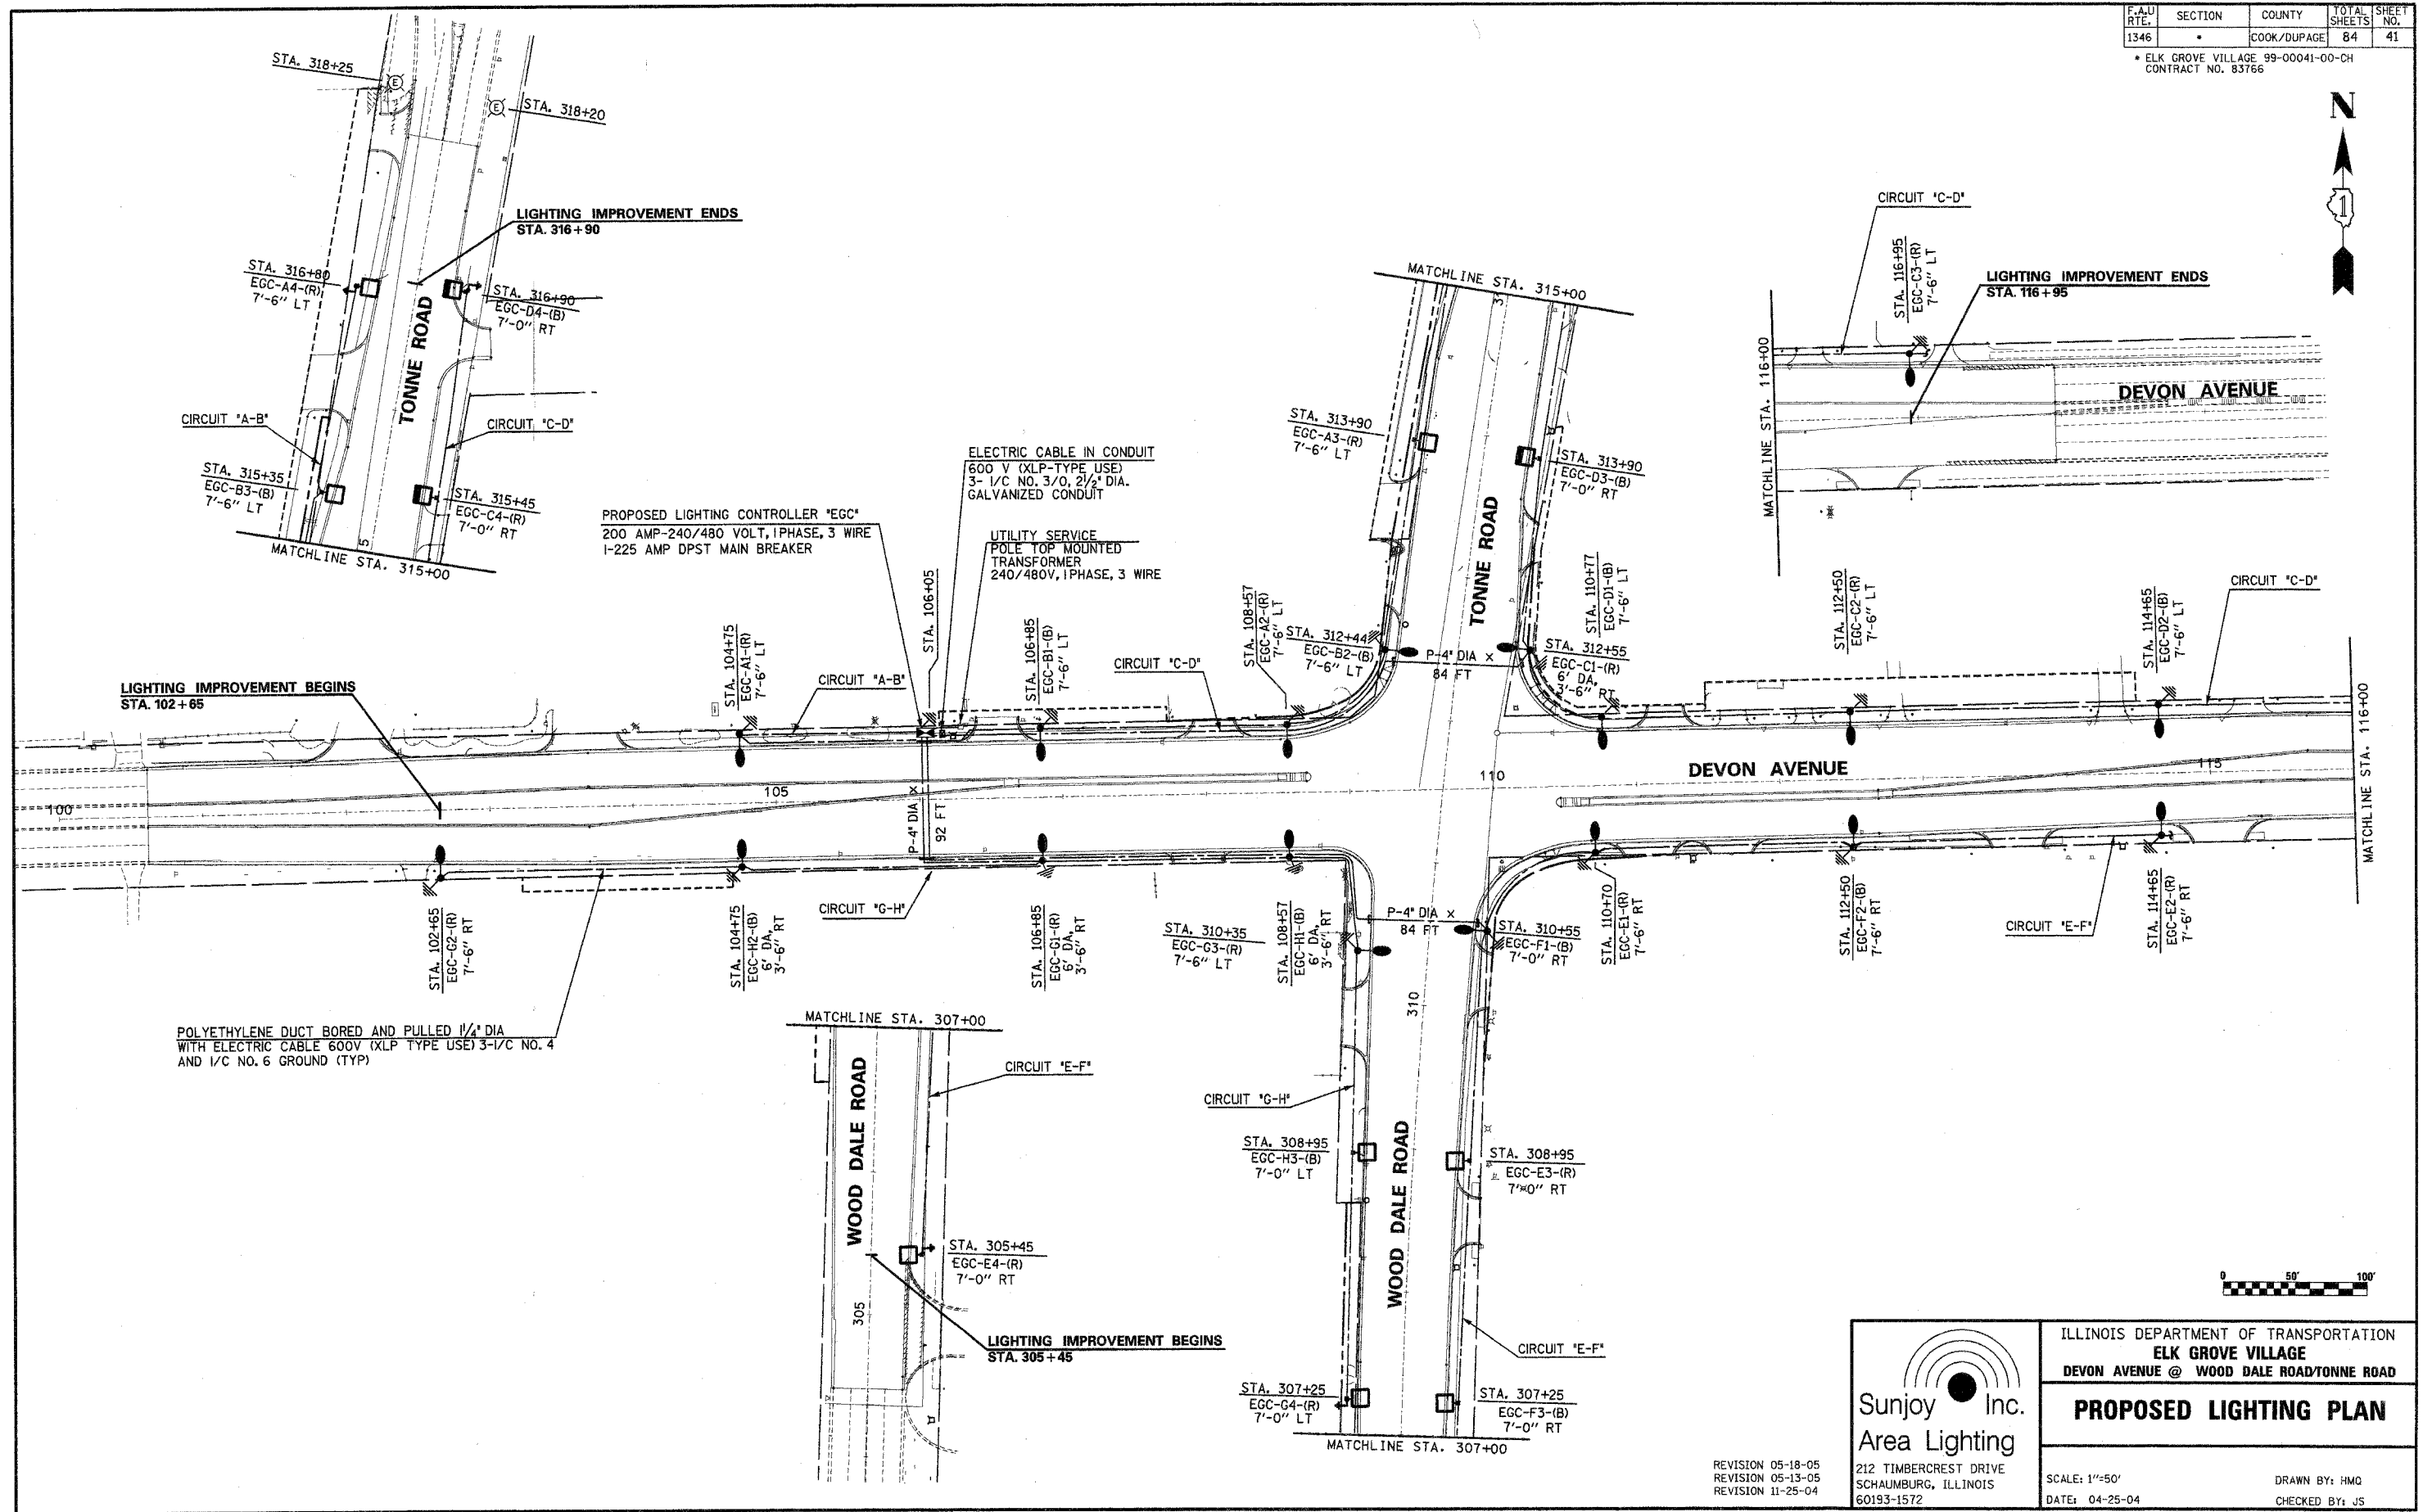 F.A.U RTE.
SECTION
COUNTY
TOTAL SHEETS
SHEET NO.
1346
*
COOK/DUPAGE
84
41
* ELK GROVE VILLAGE 99-00041-00-CH
CONTRACT NO. 83766
N
1
STA. 318+25
E
E
STA. 318+20
LIGHTING IMPROVEMENT ENDS
STA. 316+90
STA. 316+80
EGC-A4-(R)
7'-6" LT
STA. 316+90
EGC-D4-(B)
7'-0" RT
TONNE ROAD
CIRCUIT "A-B"
CIRCUIT "C-D"
STA. 315+35
EGC-B3-(B)
7'-6" LT
STA. 315+45
EGC-C4-(R)
7'-0" RT
MATCHLINE STA. 315+00
MATCHLINE STA. 315+00
STA. 313+90
EGC-A3-(R)
7'-6" LT
STA. 313+90
EGC-D3-(B)
7'-0" RT
TONNE ROAD
CIRCUIT "C-D"
STA. 116+95
EGC-C3-(R)
7'-6" LT
LIGHTING IMPROVEMENT ENDS
STA. 116+95
MATCHLINE STA. 116+00
DEVON AVENUE
ELECTRIC CABLE IN CONDUIT
600 V (XLP-TYPE USE)
3- 1/C NO. 3/0, 2 1/2" DIA.
GALVANIZED CONDUIT
PROPOSED LIGHTING CONTROLLER "EGC"
200 AMP-240/480 VOLT, 1PHASE, 3 WIRE
1-225 AMP DPST MAIN BREAKER
UTILITY SERVICE
POLE TOP MOUNTED
TRANSFORMER
240/480V, 1PHASE, 3 WIRE
LIGHTING IMPROVEMENT BEGINS
STA. 102+65
STA. 104+75
EGC-A1-(R)
7'-6" LT
CIRCUIT "A-B"
STA. 106+05
STA. 106+85
EGC-B1-(B)
7'-6" LT
CIRCUIT "C-D"
STA. 108+57
EGC-A2-(R)
7'-6" LT
STA. 312+44
EGC-B2-(B)
7'-6" LT
P-4" DIA X
84 FT
STA. 312+55
EGC-C1-(R)
6' DA,
3'-6" RT
STA. 110+77
EGC-D1-(B)
7'-6" LT
STA. 112+50
EGC-C2-(R)
7'-6" LT
STA. 114+65
EGC-D2-(B)
7'-6" LT
CIRCUIT "C-D"
MATCHLINE STA. 116+00
100
105
110
DEVON AVENUE
115
P-4" DIA X
92 FT
STA. 102+65
EGC-G2-(R)
7'-6" RT
STA. 104+75
EGC-H2-(B)
6' DA,
3'-6" RT
CIRCUIT "G-H"
STA. 106+85
EGC-G1-(R)
6' DA,
3'-6" RT
STA. 310+35
EGC-G3-(R)
7'-6" LT
STA. 108+57
EGC-H1-(B)
6' DA,
3'-6" RT
P-4" DIA X
84 FT
STA. 310+55
EGC-F1-(B)
7'-0" RT
STA. 110+70
EGC-E1-(R)
7'-6" RT
STA. 112+50
EGC-F2-(B)
7'-6" RT
CIRCUIT "E-F"
STA. 114+65
EGC-E2-(R)
7'-6" RT
POLYETHYLENE DUCT BORED AND PULLED 1 1/4" DIA
WITH ELECTRIC CABLE 600V (XLP TYPE USE) 3-1/C NO. 4
AND 1/C NO. 6 GROUND (TYP)
MATCHLINE STA. 307+00
WOOD DALE ROAD
CIRCUIT "E-F"
STA. 305+45
EGC-E4-(R)
7'-0" RT
305
LIGHTING IMPROVEMENT BEGINS
STA. 305+45
310
CIRCUIT "G-H"
STA. 308+95
EGC-H3-(B)
7'-0" LT
WOOD DALE ROAD
STA. 308+95
EGC-E3-(R)
7'-0" RT
CIRCUIT "E-F"
STA. 307+25
EGC-G4-(R)
7'-0" LT
STA. 307+25
EGC-F3-(B)
7'-0" RT
MATCHLINE STA. 307+00
0 50' 100'
Sunjoy Inc.
Area Lighting
212 TIMBERCREST DRIVE
SCHAUMBURG, ILLINOIS
60193-1572
ILLINOIS DEPARTMENT OF TRANSPORTATION
ELK GROVE VILLAGE
DEVON AVENUE @ WOOD DALE ROAD/TONNE ROAD
PROPOSED LIGHTING PLAN
SCALE: 1"=50'
DRAWN BY: HMQ
DATE: 04-25-04
CHECKED BY: JS
REVISION 05-18-05
REVISION 05-13-05
REVISION 11-25-04